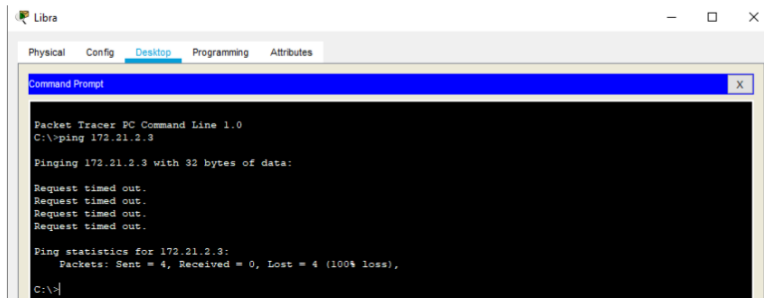 Libra
Physical Config Desktop Programming Attributes
Command Prompt
X
Packet Tracer PC Command Line 1.0
C:\>ping 172.21.2.3
Pinging 172.21.2.3 with 32 bytes of data:
Request timed out.
Request timed out.
Request timed out.
Request timed out.
Ping statistics for 172.21.2.3:
Packets: Sent = 4, Received = 0, Lost = 4 (100% loss),
C:\>